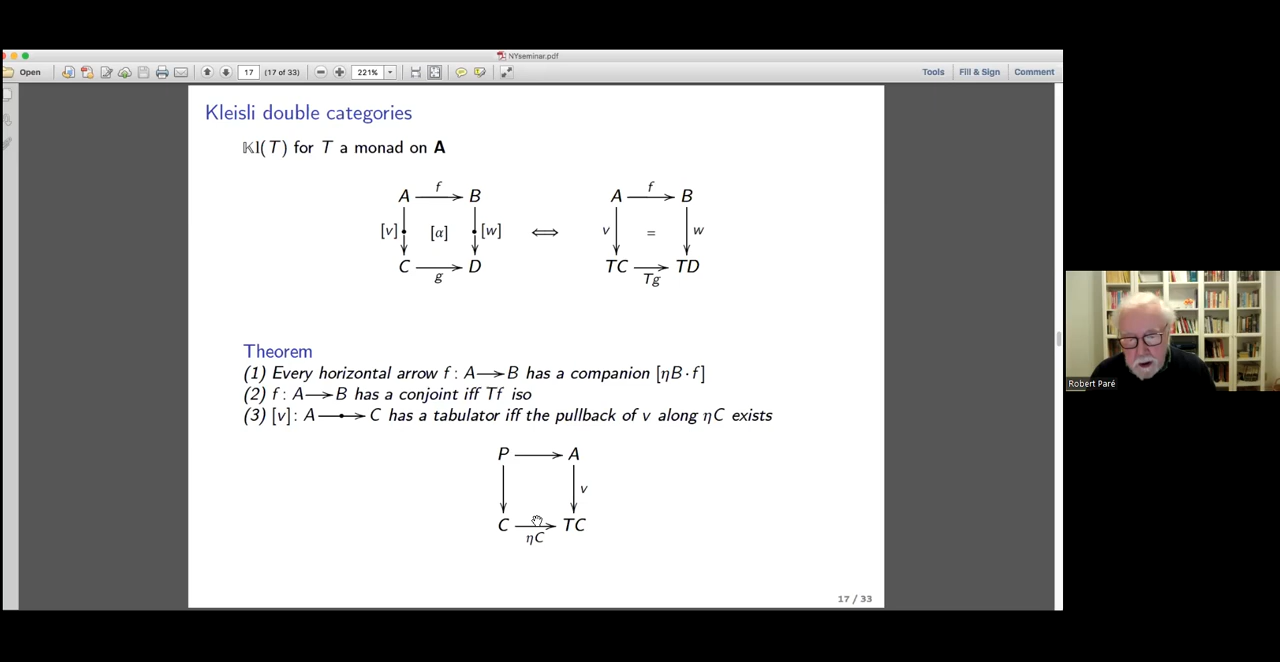 NYseminar.pdf
Open 17 (17 of 33) 221% Tools Fill & Sign Comment
Kleisli double categories
𝕂l(T) for T a monad on A
A f B A f B
[v] [α] [w] ⟺ v = w
C g D TC Tg TD
Theorem
(1) Every horizontal arrow f : A → B has a companion [ηB · f]
(2) f : A → B has a conjoint iff Tf iso
(3) [v] : A —•→ C has a tabulator iff the pullback of v along ηC exists
P → A
v
C → TC
ηC
17 / 33
Robert Paré